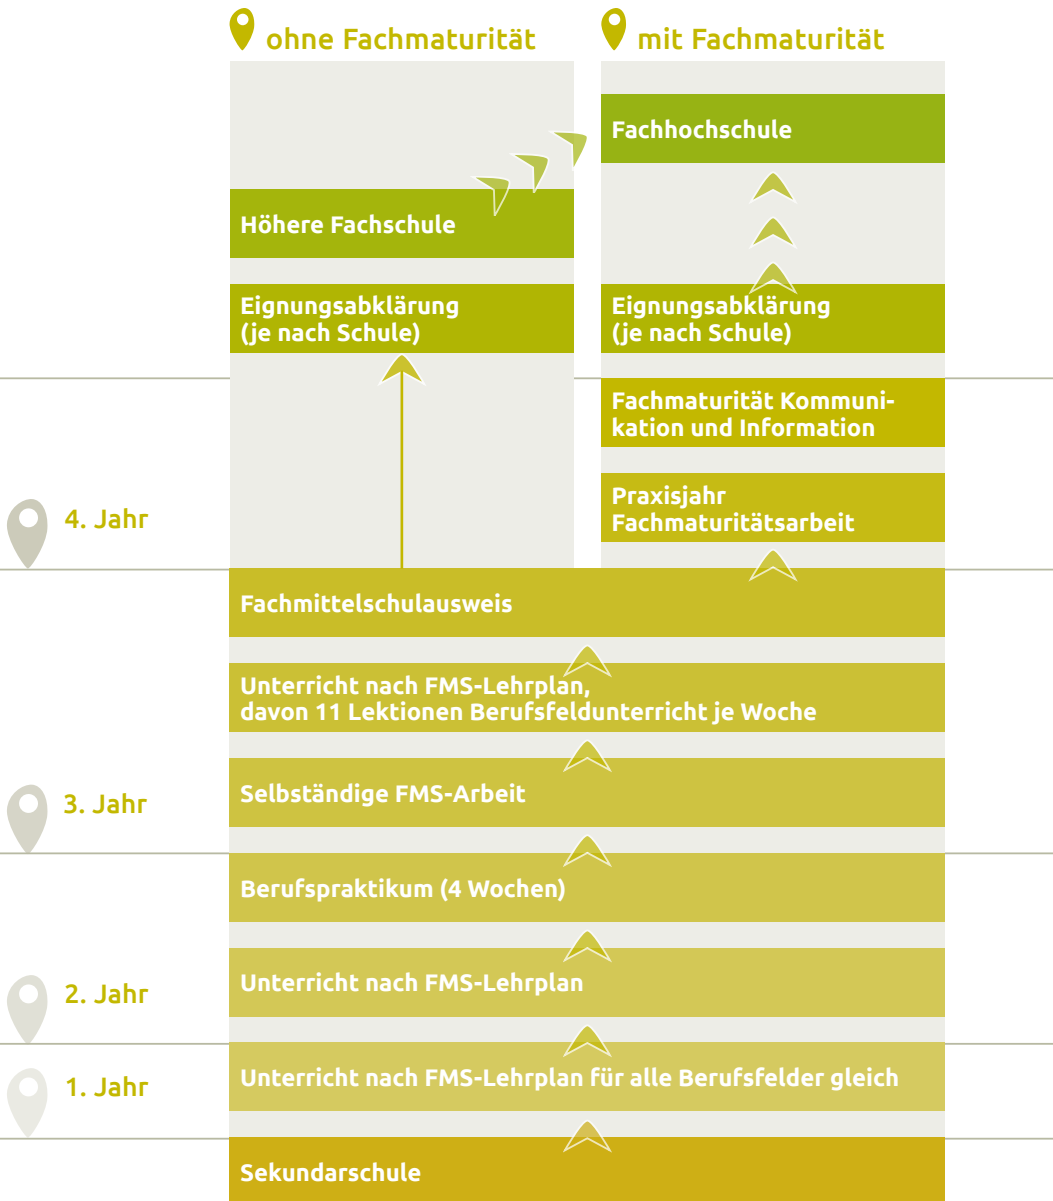 ohne Fachmaturität
mit Fachmaturität
Fachhochschule
Höhere Fachschule
Eignungsabklärung
(je nach Schule)
Eignungsabklärung
(je nach Schule)
Fachmaturität Kommuni-
kation und Information
Praxisjahr
Fachmaturitätsarbeit
4. Jahr
Fachmittelschulausweis
Unterricht nach FMS-Lehrplan,
davon 11 Lektionen Berufsfeldunterricht je Woche
Selbständige FMS-Arbeit
3. Jahr
Berufspraktikum (4 Wochen)
Unterricht nach FMS-Lehrplan
2. Jahr
Unterricht nach FMS-Lehrplan für alle Berufsfelder gleich
1. Jahr
Sekundarschule